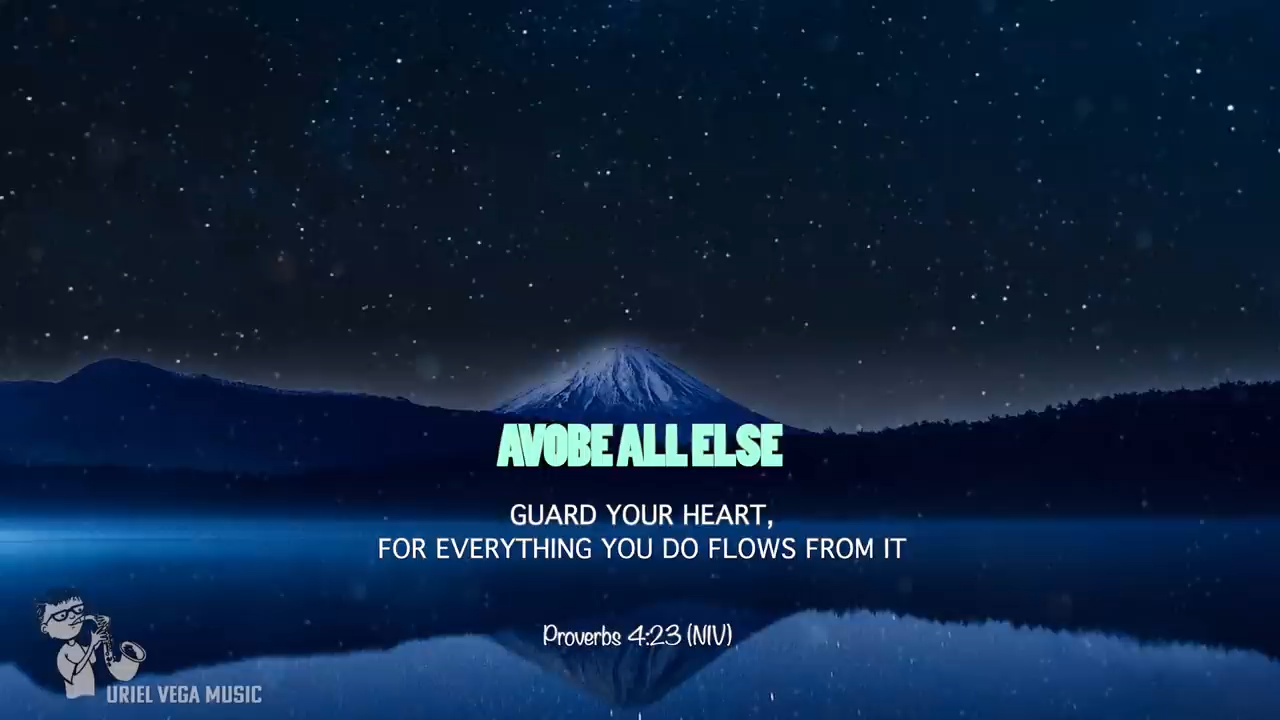 AVOBE ALL ELSE
GUARD YOUR HEART,
FOR EVERYTHING YOU DO FLOWS FROM IT
Proverbs 4:23 (NIV)
URIEL VEGA MUSIC